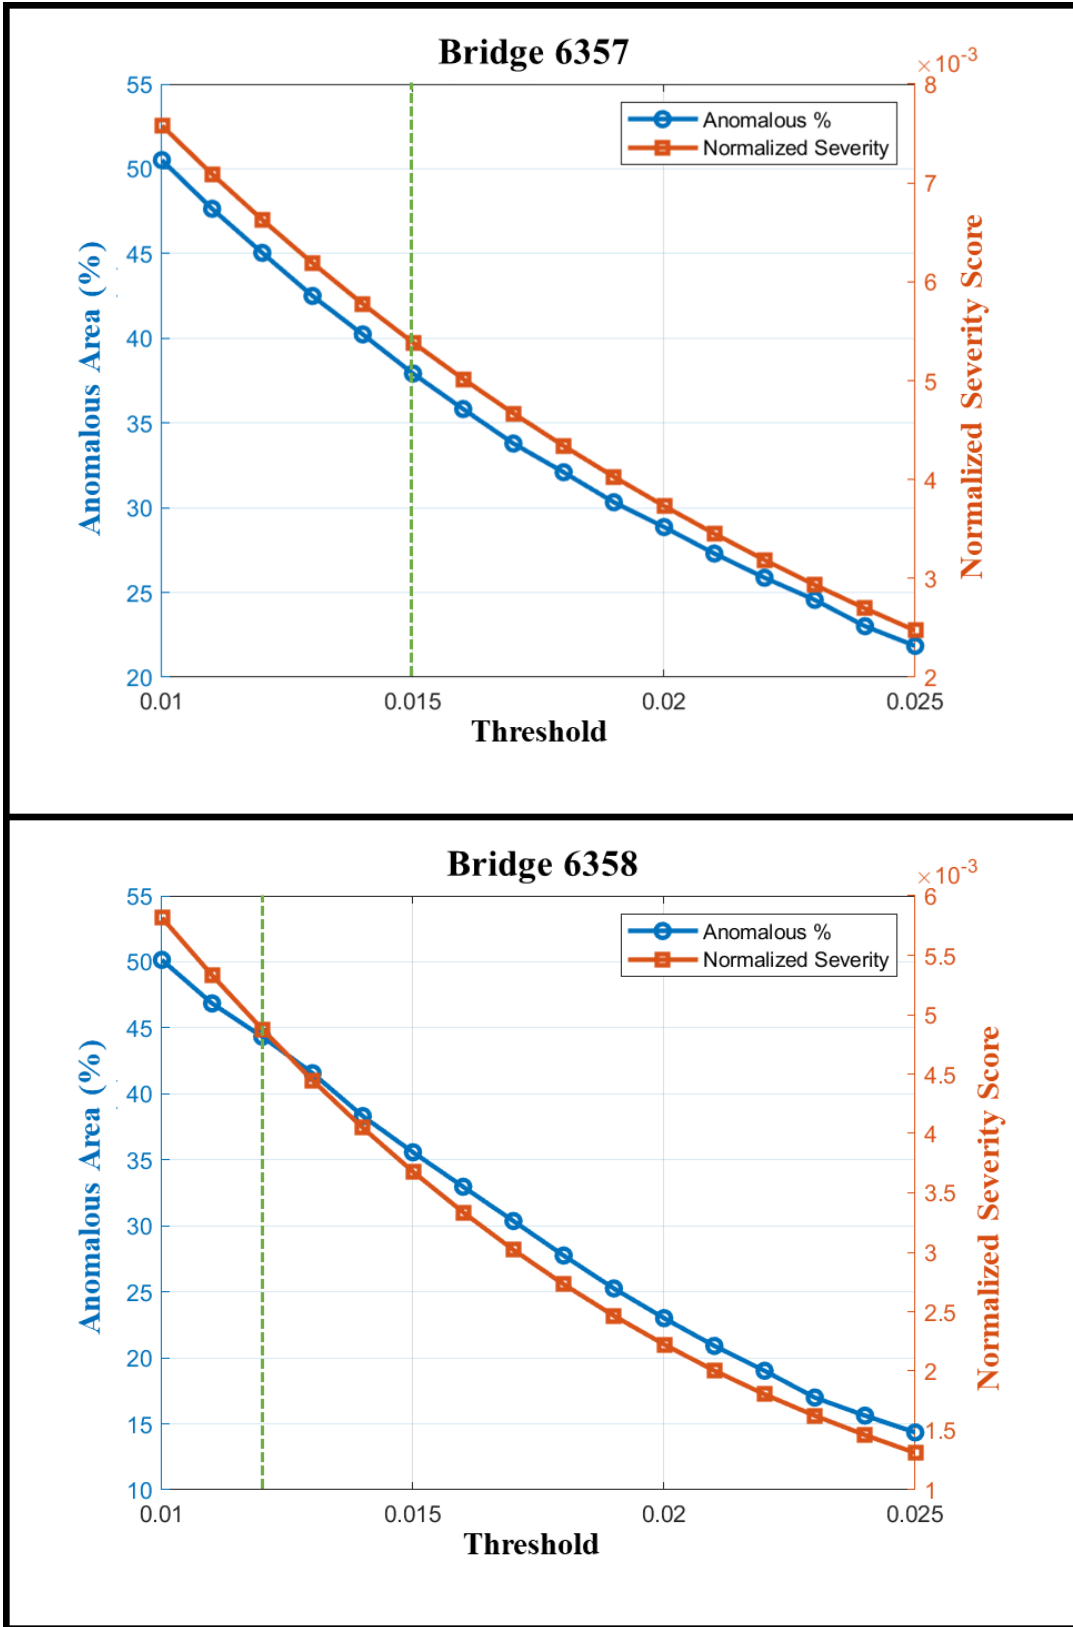 Bridge 6357
×10⁻³
55
50
45
40
35
30
25
20
Anomalous Area (%)
Anomalous %
Normalized Severity
8
7
6
5
4
3
2
Normalized Severity Score
0.01 0.015 0.02 0.025
Threshold
Bridge 6358
×10⁻³
55
50
45
40
35
30
25
20
15
10
Anomalous Area (%)
Anomalous %
Normalized Severity
6
5.5
5
4.5
4
3.5
3
2.5
2
1.5
1
Normalized Severity Score
0.01 0.015 0.02 0.025
Threshold